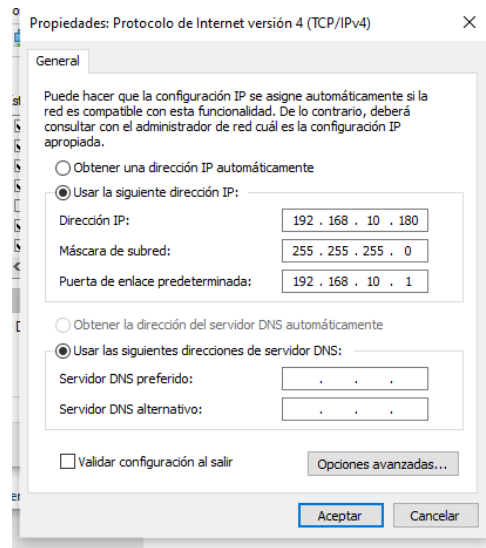 Propiedades: Protocolo de Internet versión 4 (TCP/IPv4)
General
Puede hacer que la configuración IP se asigne automáticamente si la
red es compatible con esta funcionalidad. De lo contrario, deberá
consultar con el administrador de red cuál es la configuración IP
apropiada.
Obtener una dirección IP automáticamente
Usar la siguiente dirección IP:
Dirección IP: 192 . 168 . 10 . 180
Máscara de subred: 255 . 255 . 255 . 0
Puerta de enlace predeterminada: 192 . 168 . 10 . 1
Obtener la dirección del servidor DNS automáticamente
Usar las siguientes direcciones de servidor DNS:
Servidor DNS preferido: . . .
Servidor DNS alternativo: . . .
Validar configuración al salir Opciones avanzadas...
Aceptar Cancelar